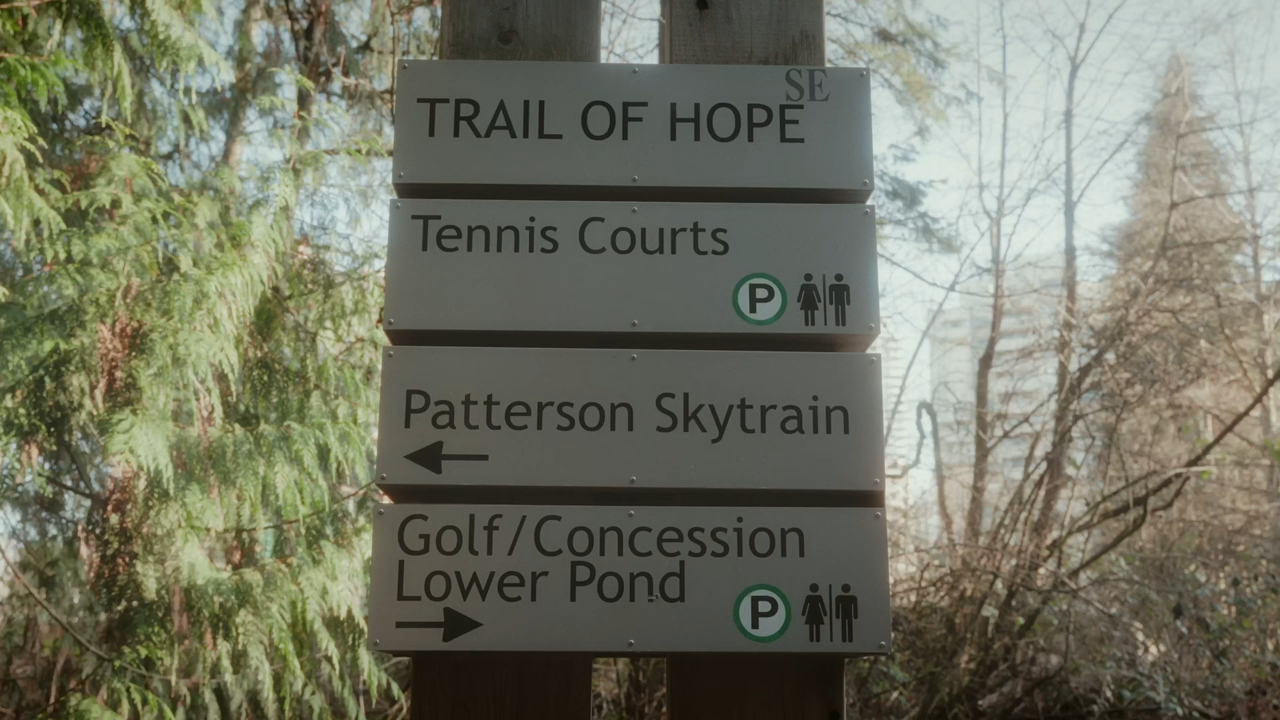 SE
TRAIL OF HOPE
Tennis Courts
P
Patterson Skytrain
Golf/Concession
Lower Pond
P